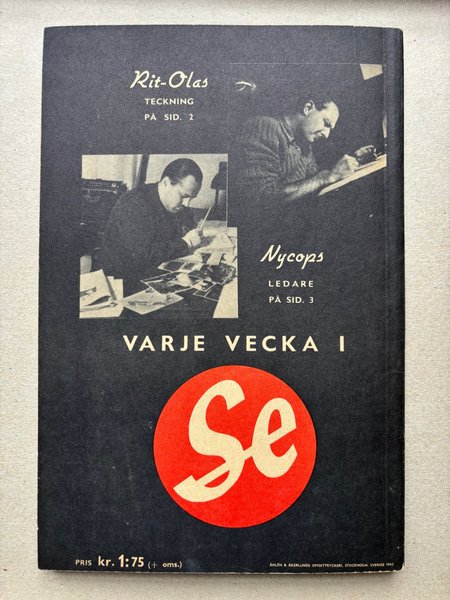 Rit-Olas
TECKNING
PÅ SID. 2
Nycops
LEDARE
PÅ SID. 3
VARJE VECKA I
Se
PRIS kr. 1:75 (+ oms.)
ÅHLÉN & ÅKERLUNDS OFFSETTRYCKERI, STOCKHOLM, SVERIGE 1942